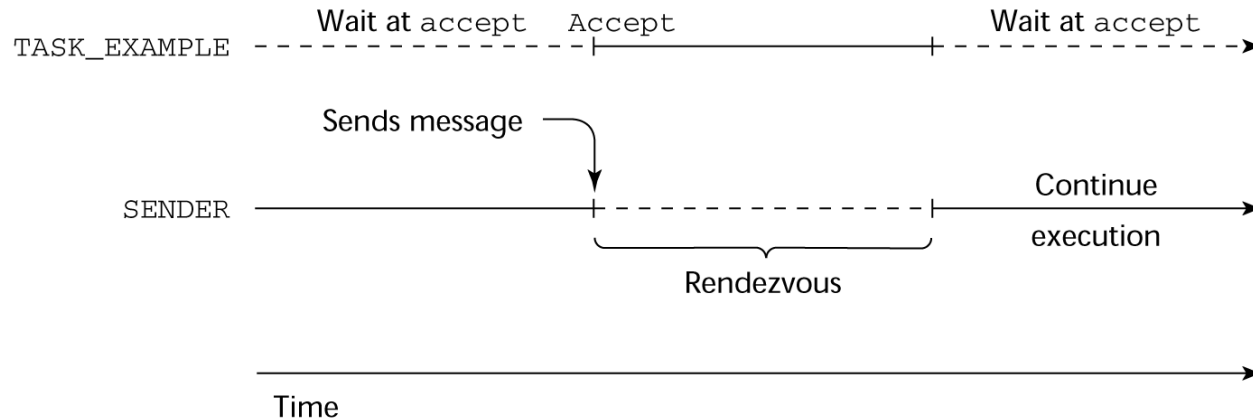 Wait at accept Accept Wait at accept
TASK_EXAMPLE
Sends message
SENDER
Continue
execution
Rendezvous
Time